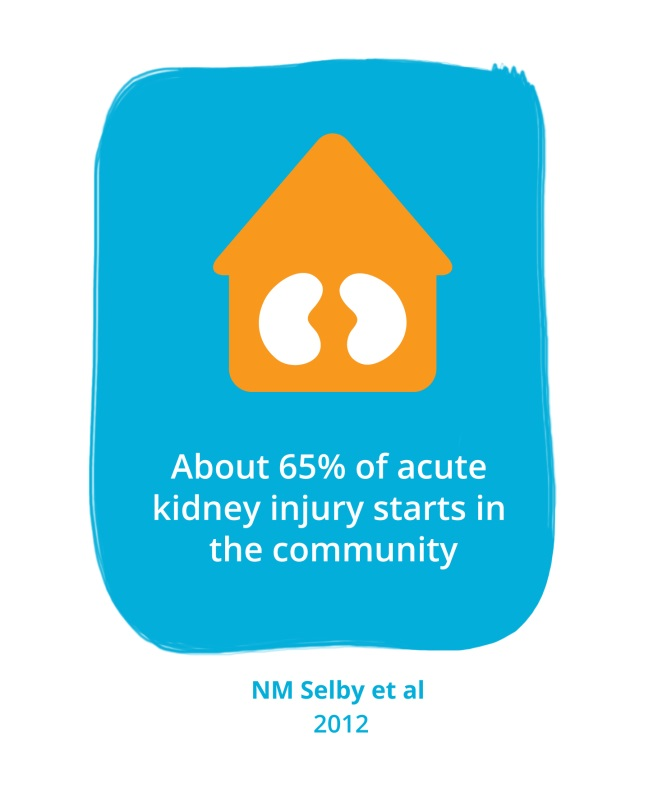 About 65% of acute
kidney injury starts in
the community
NM Selby et al
2012